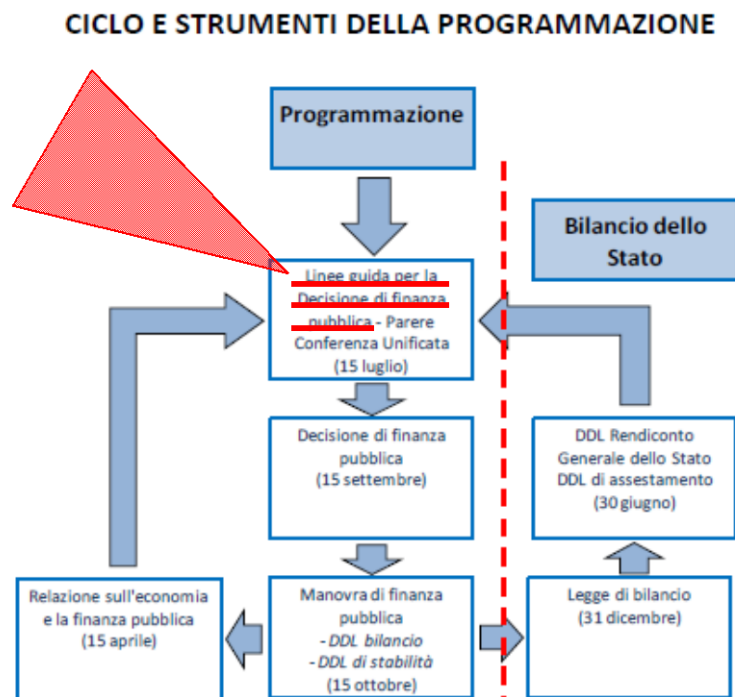 CICLO E STRUMENTI DELLA PROGRAMMAZIONE
Programmazione
Bilancio dello
Stato
Linee guida per la
Decisione di finanza
pubblica - Parere
Conferenza Unificata
(15 luglio)
Decisione di finanza
pubblica
(15 settembre)
DDL Rendiconto
Generale dello Stato
DDL di assestamento
(30 giugno)
Relazione sull'economia
e la finanza pubblica
(15 aprile)
Manovra di finanza
pubblica
- DDL bilancio
- DDL di stabilità
(15 ottobre)
Legge di bilancio
(31 dicembre)